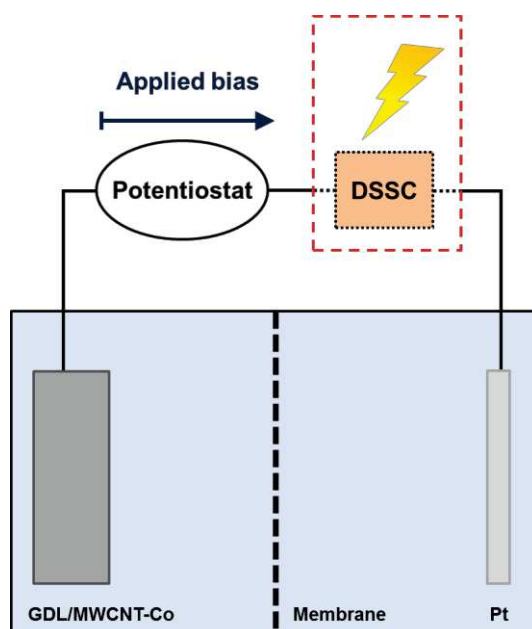 Applied bias
Potentiostat
DSSC
GDL/MWCNT-Co
Membrane
Pt